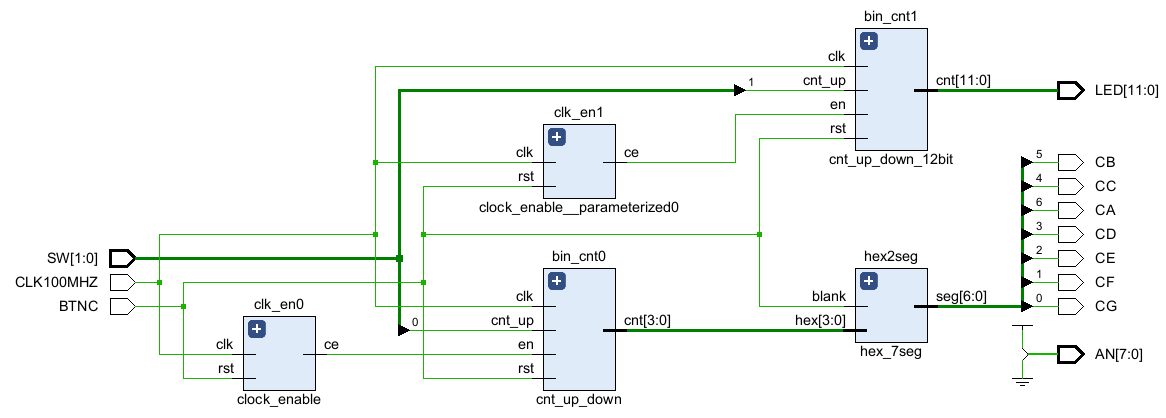 bin_cnt1
clk
cnt_up
en
rst
1
cnt[11:0]
LED[11:0]
cnt_up_down_12bit
clk_en1
clk
rst
ce
clock_enable__parameterized0
5
CB
4
CC
6
CA
3
CD
2
CE
1
CF
0
CG
SW[1:0]
CLK100MHZ
BTNC
bin_cnt0
clk
cnt_up
en
rst
0
cnt[3:0]
cnt_up_down
hex2seg
blank
hex[3:0]
seg[6:0]
hex_7seg
clk_en0
clk
rst
ce
clock_enable
AN[7:0]